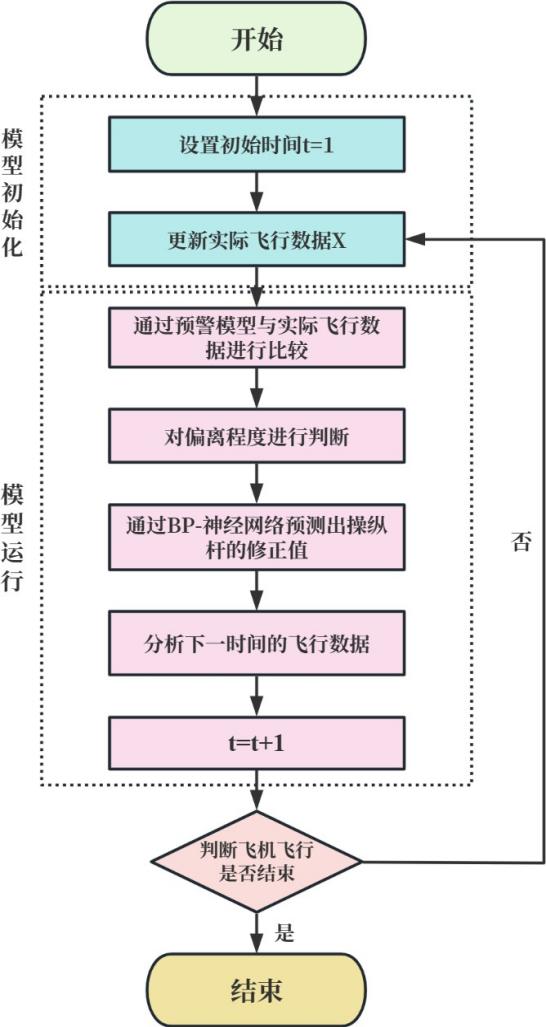 开始
模型初始化
设置初始时间t=1
更新实际飞行数据X
模型运行
通过预警模型与实际飞行数
据进行比较
对偏离程度进行判断
通过BP-神经网络预测出操纵
杆的修正值
分析下一时间的飞行数据
t=t+1
否
判断飞机飞行
是否结束
是
结束